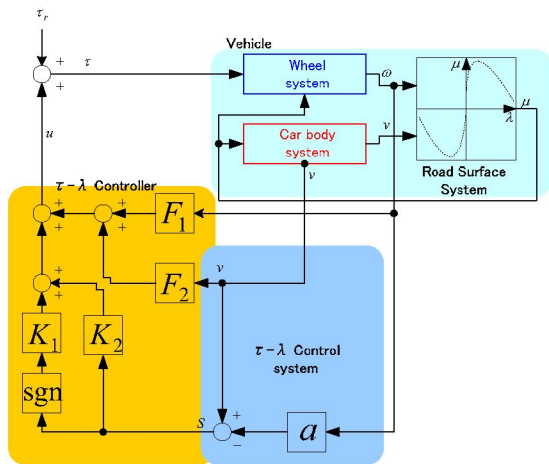 τr
Vehicle
+
+
τ
Wheel
system
ω
μ
λ
μ
u
Car body
system
v
v
Road Surface
System
τ-λ Controller
+
+
+
+
F1
+
+
F2
v
K1
K2
τ-λ Control
system
sgn
S
+
−
a